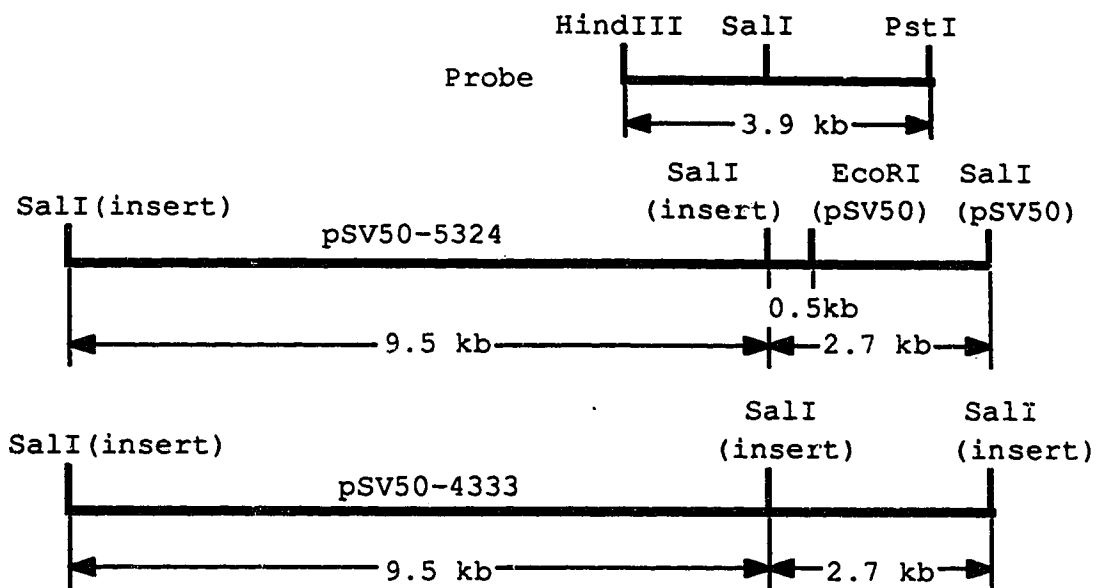 HindIII SalI PstI
Probe
3.9 kb
SalI EcoRI SalI
SalI(insert) (insert) (pSV50) (pSV50)
pSV50-5324
0.5kb
9.5 kb 2.7 kb
SalI SalI
SalI(insert) (insert) (insert)
pSV50-4333
9.5 kb 2.7 kb